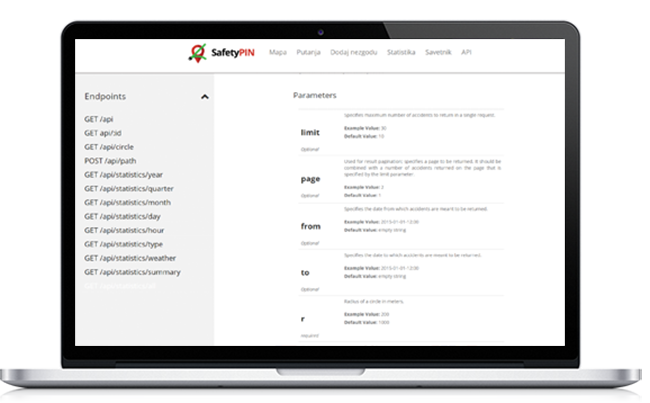 SafetyPIN Mapa Putanja Dodaj nezgodu Statistika Savetnik API
Endpoints
GET /api
GET api/:id
GET /api/circle
POST /api/path
GET /api/statistics/year
GET /api/statistics/quarter
GET /api/statistics/month
GET /api/statistics/day
GET /api/statistics/hour
GET /api/statistics/type
GET /api/statistics/weather
GET /api/statistics/summary
Parameters
limit
Optional
Specifies maximum number of accidents to return in a single request.
Example Value: 30
Default Value: 10
page
Optional
Used for result pagination; specifies a page to be returned. It should be
combined with a number of accidents returned on the page that is
specified by the limit parameter.
Example Value: 3
Default Value: 1
from
Optional
Specifies the date from which accidents are meant to be returned.
Example Value: 2015-01-01 12:00
Default Value: empty string
to
Optional
Specifies the date to which accidents are meant to be returned.
Example Value: 2015-01-01 12:00
Default Value: empty string
r
required
Radius of a circle in meters.
Example Value: 200
Default Value: 1000